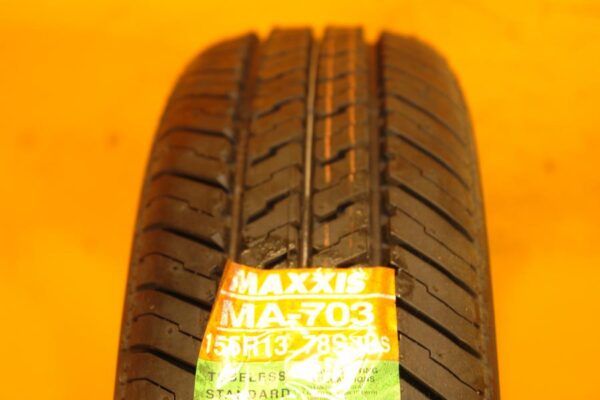 MAXXIS
MA-703
155R13 78S
TUBELESS
STANDARD